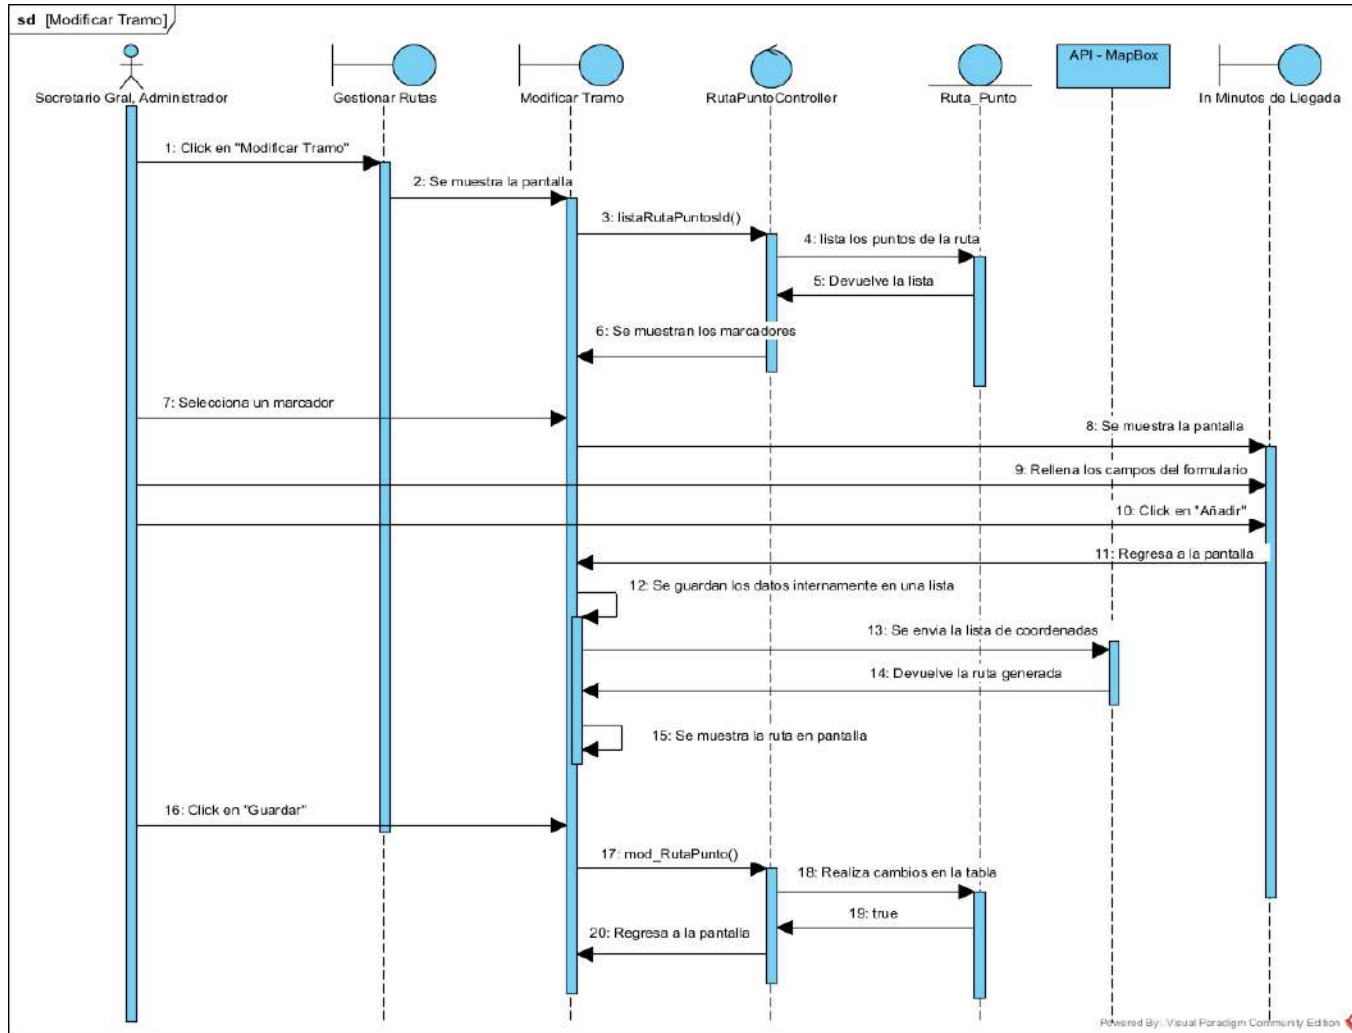 sd [Modificar Tramo]
API - MapBox
Secretario Gral, Administrador
Gestionar Rutas
Modificar Tramo
RutaPuntoController
Ruta_Punto
In Minutos de Llegada
1: Click en "Modificar Tramo"
2: Se muestra la pantalla
3: listaRutaPuntosId()
4: lista los puntos de la ruta
5: Devuelve la lista
6: Se muestran los marcadores
7: Selecciona un marcador
8: Se muestra la pantalla
9: Rellena los campos del formulario
10: Click en "Añadir"
11: Regresa a la pantalla
12: Se guardan los datos internamente en una lista
13: Se envia la lista de coordenadas
14: Devuelve la ruta generada
15: Se muestra la ruta en pantalla
16: Click en "Guardar"
17: mod_RutaPunto()
18: Realiza cambios en la tabla
19: true
20: Regresa a la pantalla
Powered By: Visual Paradigm Community Edition